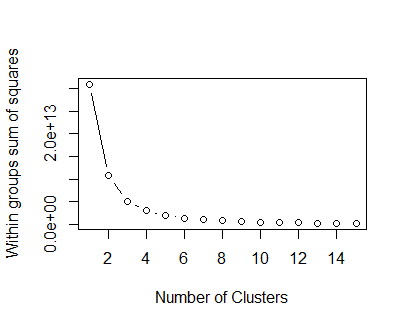 Within groups sum of squares
2.0e+13
0.0e+00
2 4 6 8 10 12 14
Number of Clusters